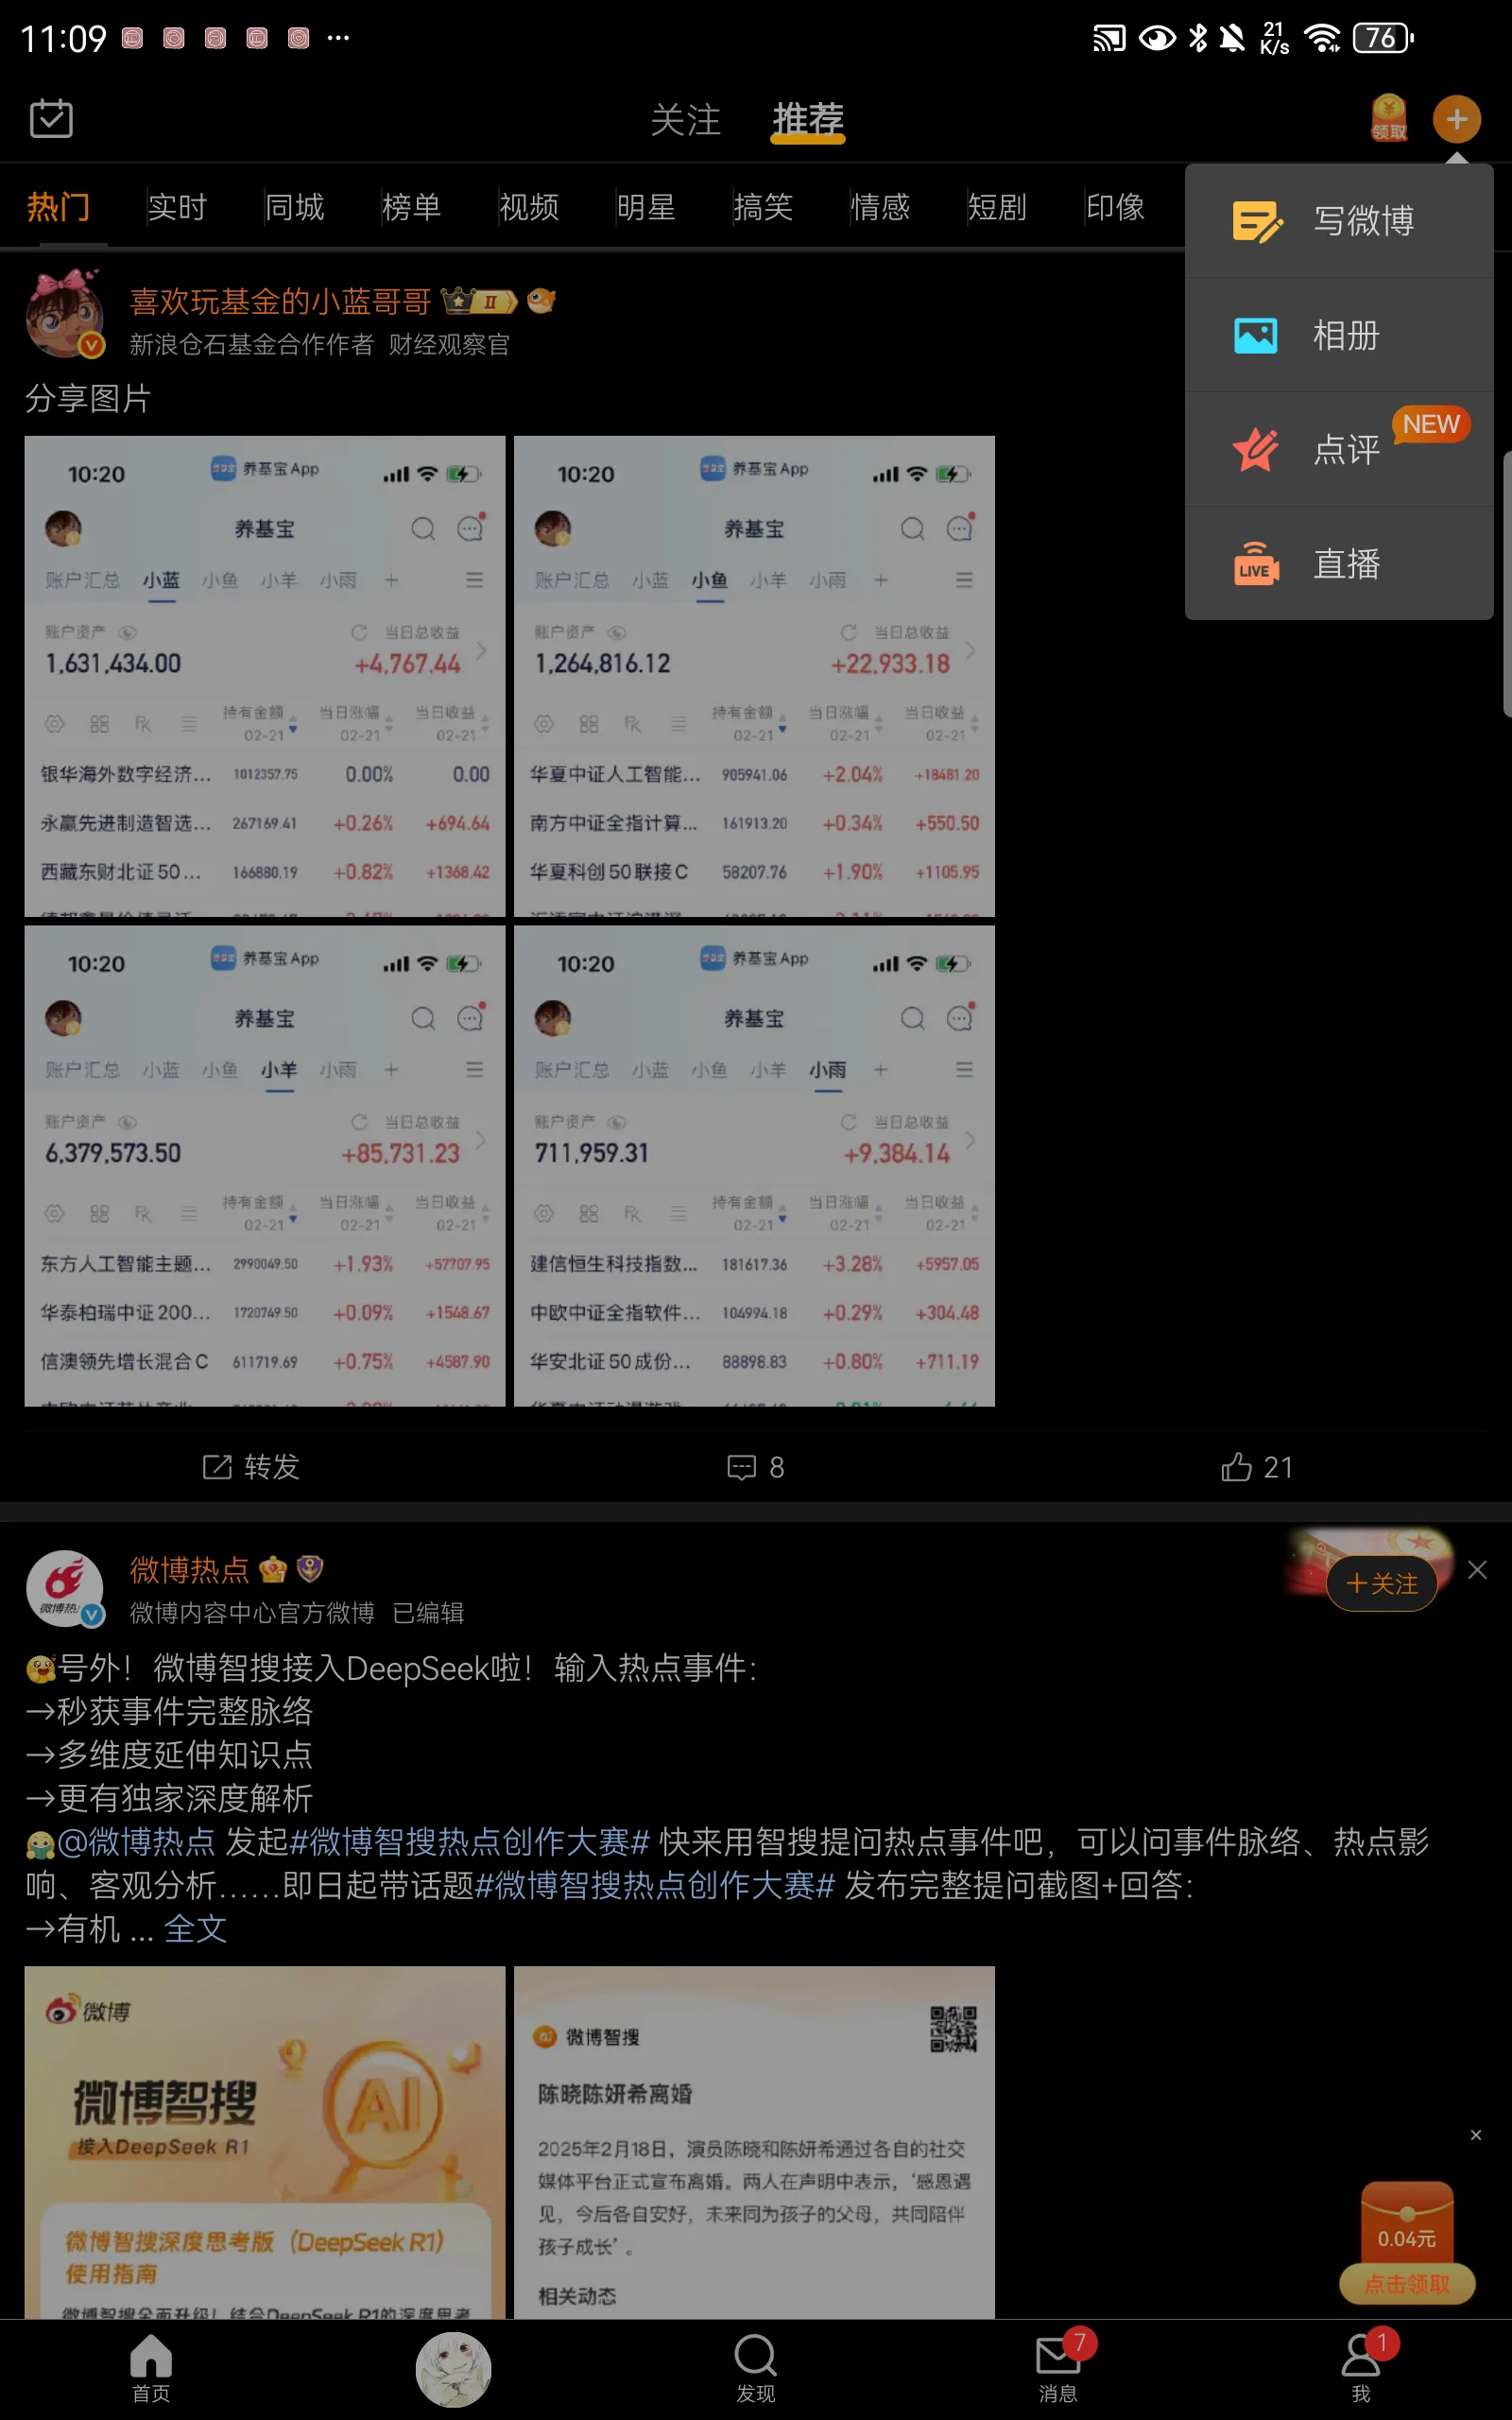 11:09
21 K/s
76
关注 推荐
领取
热门 实时 同城 榜单 视频 明星 搞笑 情感 短剧 印像
写微博
相册
点评 NEW
LIVE 直播
喜欢玩基金的小蓝哥哥 II
新浪仓石基金合作作者 财经观察官
分享图片
10:20 养基宝App
养基宝
账户汇总 小蓝 小鱼 小羊 小雨 +
账户资产 当日总收益
1,631,434.00 +4,767.44
持有金额 当日涨幅 当日收益
02-21 02-21 02-21
银华海外数字经济... 1012357.75 0.00% 0.00
永赢先进制造智选... 267169.41 +0.26% +694.64
西藏东财北证50... 166880.19 +0.82% +1368.42
10:20 养基宝App
养基宝
账户汇总 小蓝 小鱼 小羊 小雨 +
账户资产 当日总收益
1,264,816.12 +22,933.18
持有金额 当日涨幅 当日收益
02-21 02-21 02-21
华夏中证人工智能... 905941.06 +2.04% +18481.20
南方中证全指计算... 161913.20 +0.34% +550.50
华夏科创50联接C 58207.76 +1.90% +1105.95
10:20 养基宝App
养基宝
账户汇总 小蓝 小鱼 小羊 小雨 +
账户资产 当日总收益
6,379,573.50 +85,731.23
持有金额 当日涨幅 当日收益
02-21 02-21 02-21
东方人工智能主题... 2990049.50 +1.93% +57707.95
华泰柏瑞中证200... 1720749.50 +0.09% +1548.67
信澳领先增长混合C 611719.69 +0.75% +4587.90
10:20 养基宝App
养基宝
账户汇总 小蓝 小鱼 小羊 小雨 +
账户资产 当日总收益
711,959.31 +9,384.14
持有金额 当日涨幅 当日收益
02-21 02-21 02-21
建信恒生科技指数... 181617.36 +3.28% +5957.05
中欧中证全指软件... 104994.18 +0.29% +304.48
华安北证50成份... 88898.83 +0.80% +711.19
转发 8 21
微博热点
微博内容中心官方微博 已编辑
+关注
号外！微博智搜接入DeepSeek啦！输入热点事件：
→秒获事件完整脉络
→多维度延伸知识点
→更有独家深度解析
@微博热点 发起#微博智搜热点创作大赛# 快来用智搜提问热点事件吧，可以问事件脉络、热点影
响、客观分析......即日起带话题#微博智搜热点创作大赛# 发布完整提问截图+回答：
→有机 ... 全文
微博
微博智搜
接入DeepSeek R1
AI
微博智搜深度思考版（DeepSeek R1）
使用指南
微博智搜全面升级！结合DeepSeek R1的深度思考
微博智搜
陈晓陈妍希离婚
2025年2月18日，演员陈晓和陈妍希通过各自的社交
媒体平台正式宣布离婚。两人在声明中表示，‘感恩遇
见，今后各自安好，未来同为孩子的父母，共同陪伴
孩子成长’。
相关动态
0.04元
点击领取
首页 发现 消息 7 我 1